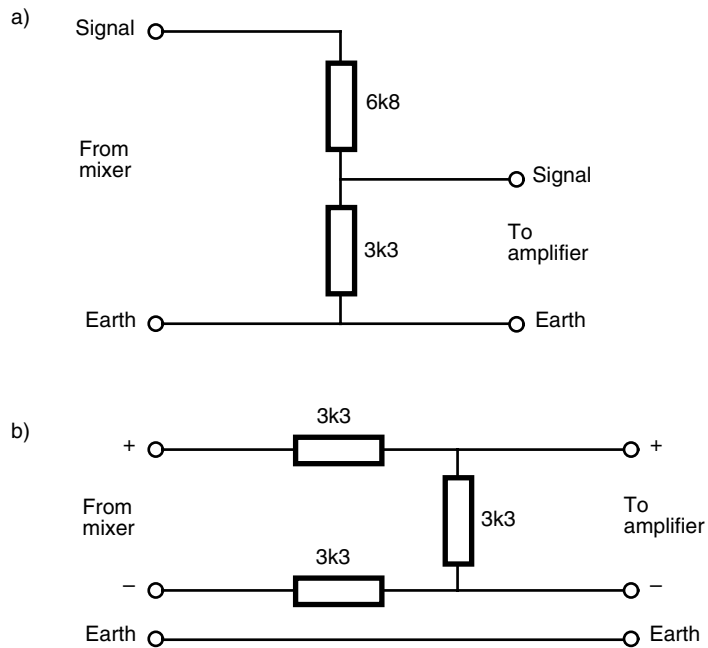 a)
Signal
6k8
From
mixer
Signal
3k3
To
amplifier
Earth
Earth
b)
3k3
+
+
From
mixer
3k3
To
amplifier
3k3
–
–
Earth
Earth